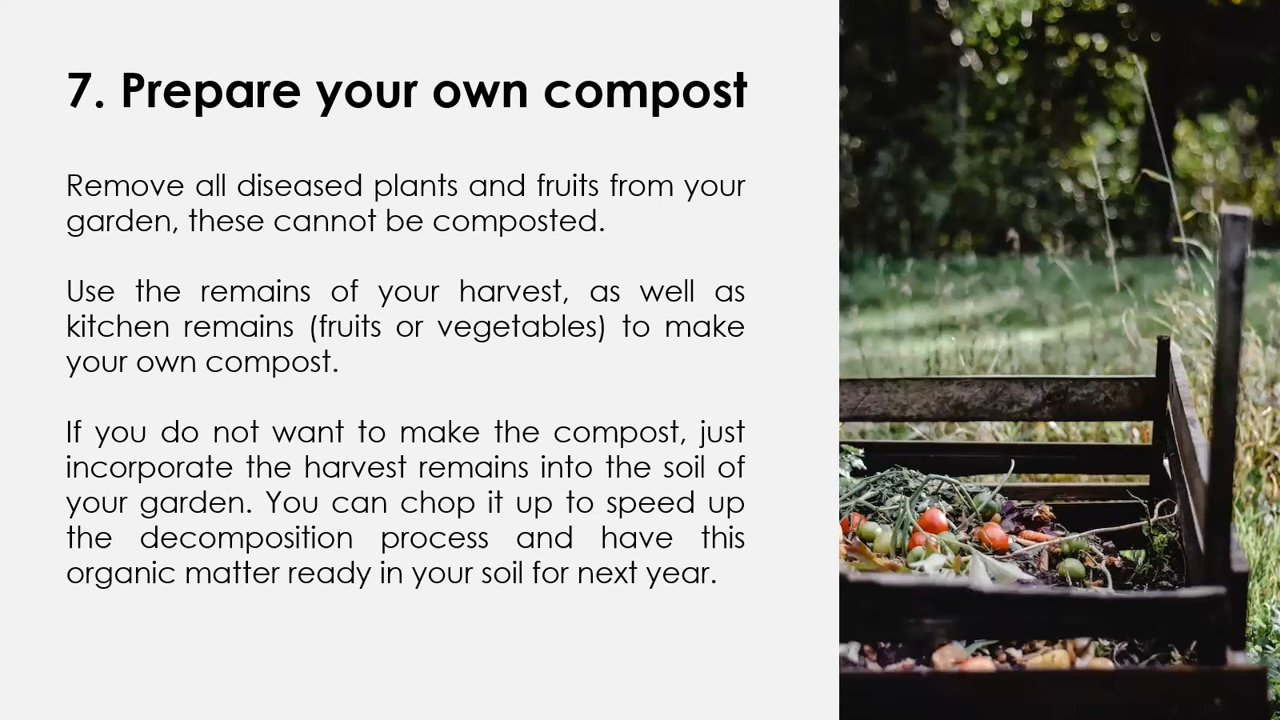 7. Prepare your own compost
Remove all diseased plants and fruits from your
garden, these cannot be composted.
Use the remains of your harvest, as well as
kitchen remains (fruits or vegetables) to make
your own compost.
If you do not want to make the compost, just
incorporate the harvest remains into the soil of
your garden. You can chop it up to speed up
the decomposition process and have this
organic matter ready in your soil for next year.